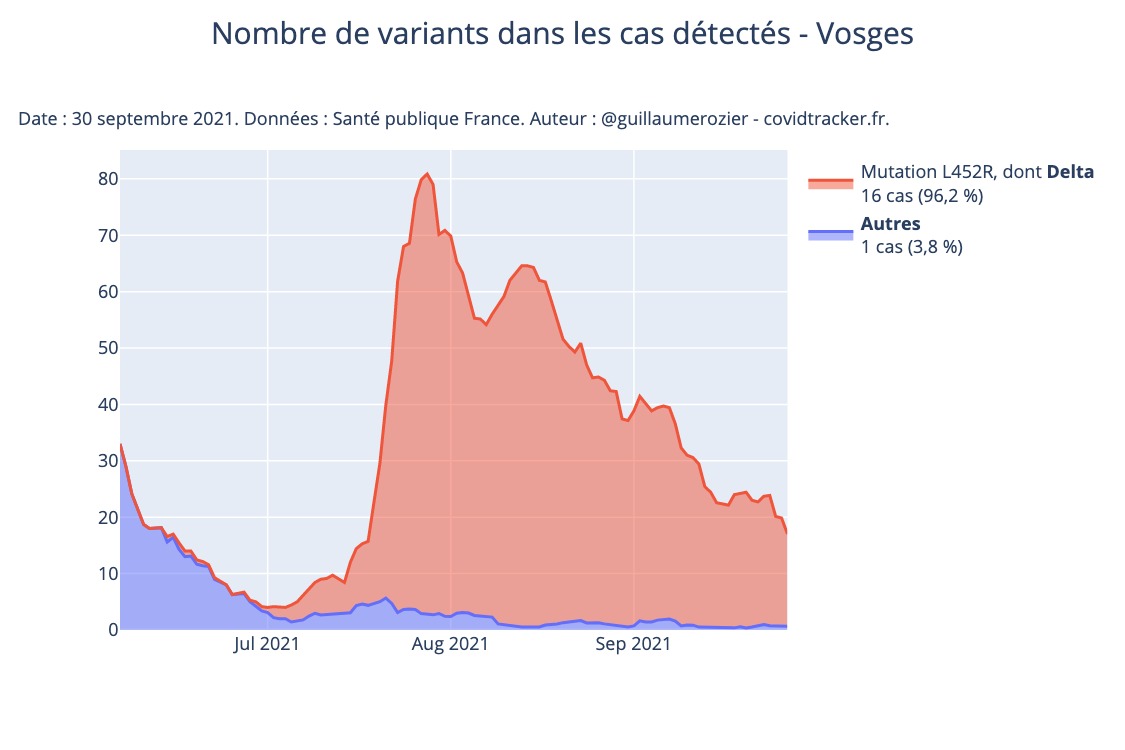 Nombre de variants dans les cas détectés - Vosges
Date : 30 septembre 2021. Données : Santé publique France. Auteur : @guillaumerozier - covidtracker.fr.
80
70
60
50
40
30
20
10
0
Jul 2021
Aug 2021
Sep 2021
Mutation L452R, dont Delta
16 cas (96,2 %)
Autres
1 cas (3,8 %)